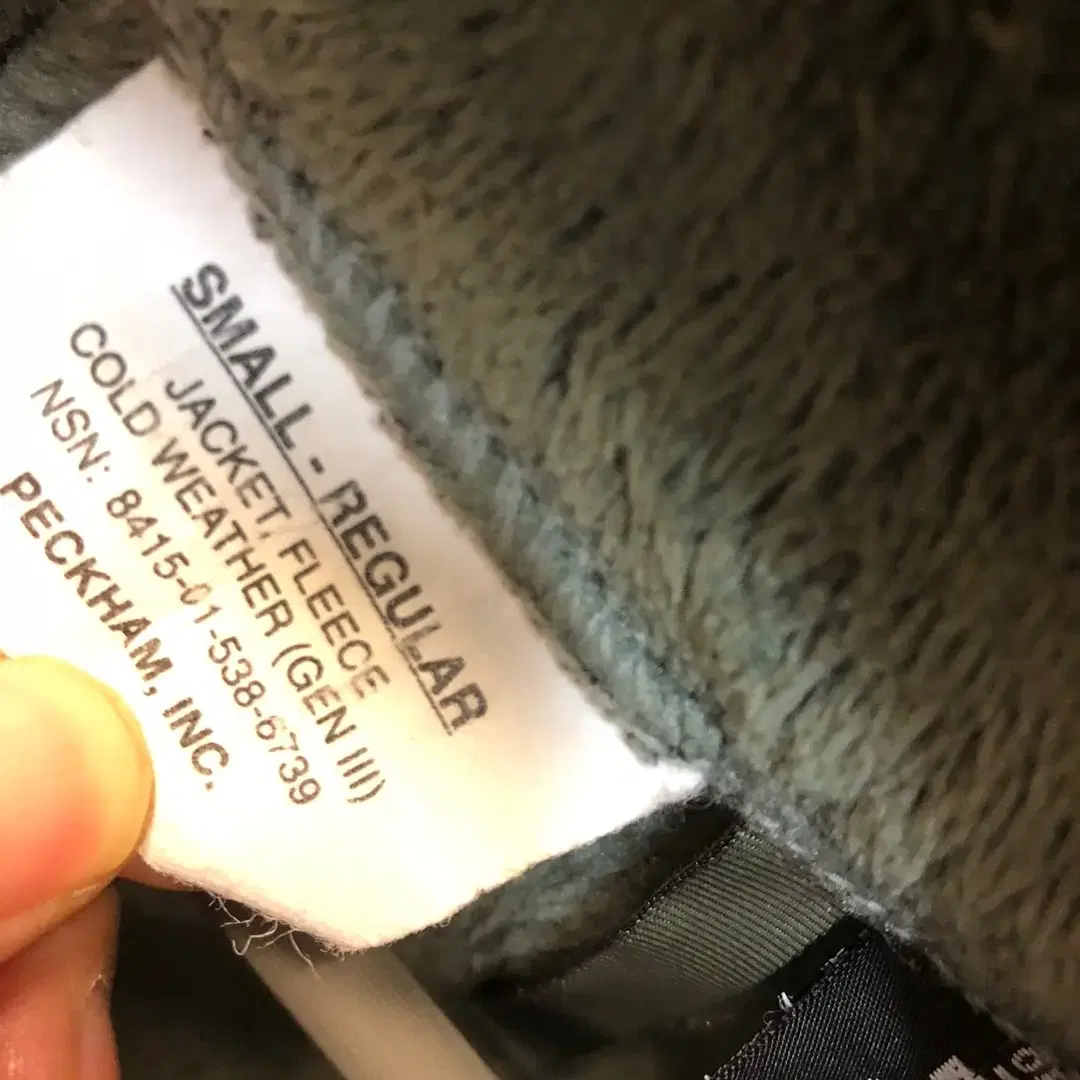 SMALL - REGULAR
JACKET, FLEECE
COLD WEATHER (GEN III)
NSN: 8415-01-538-6739
PECKHAM, INC.